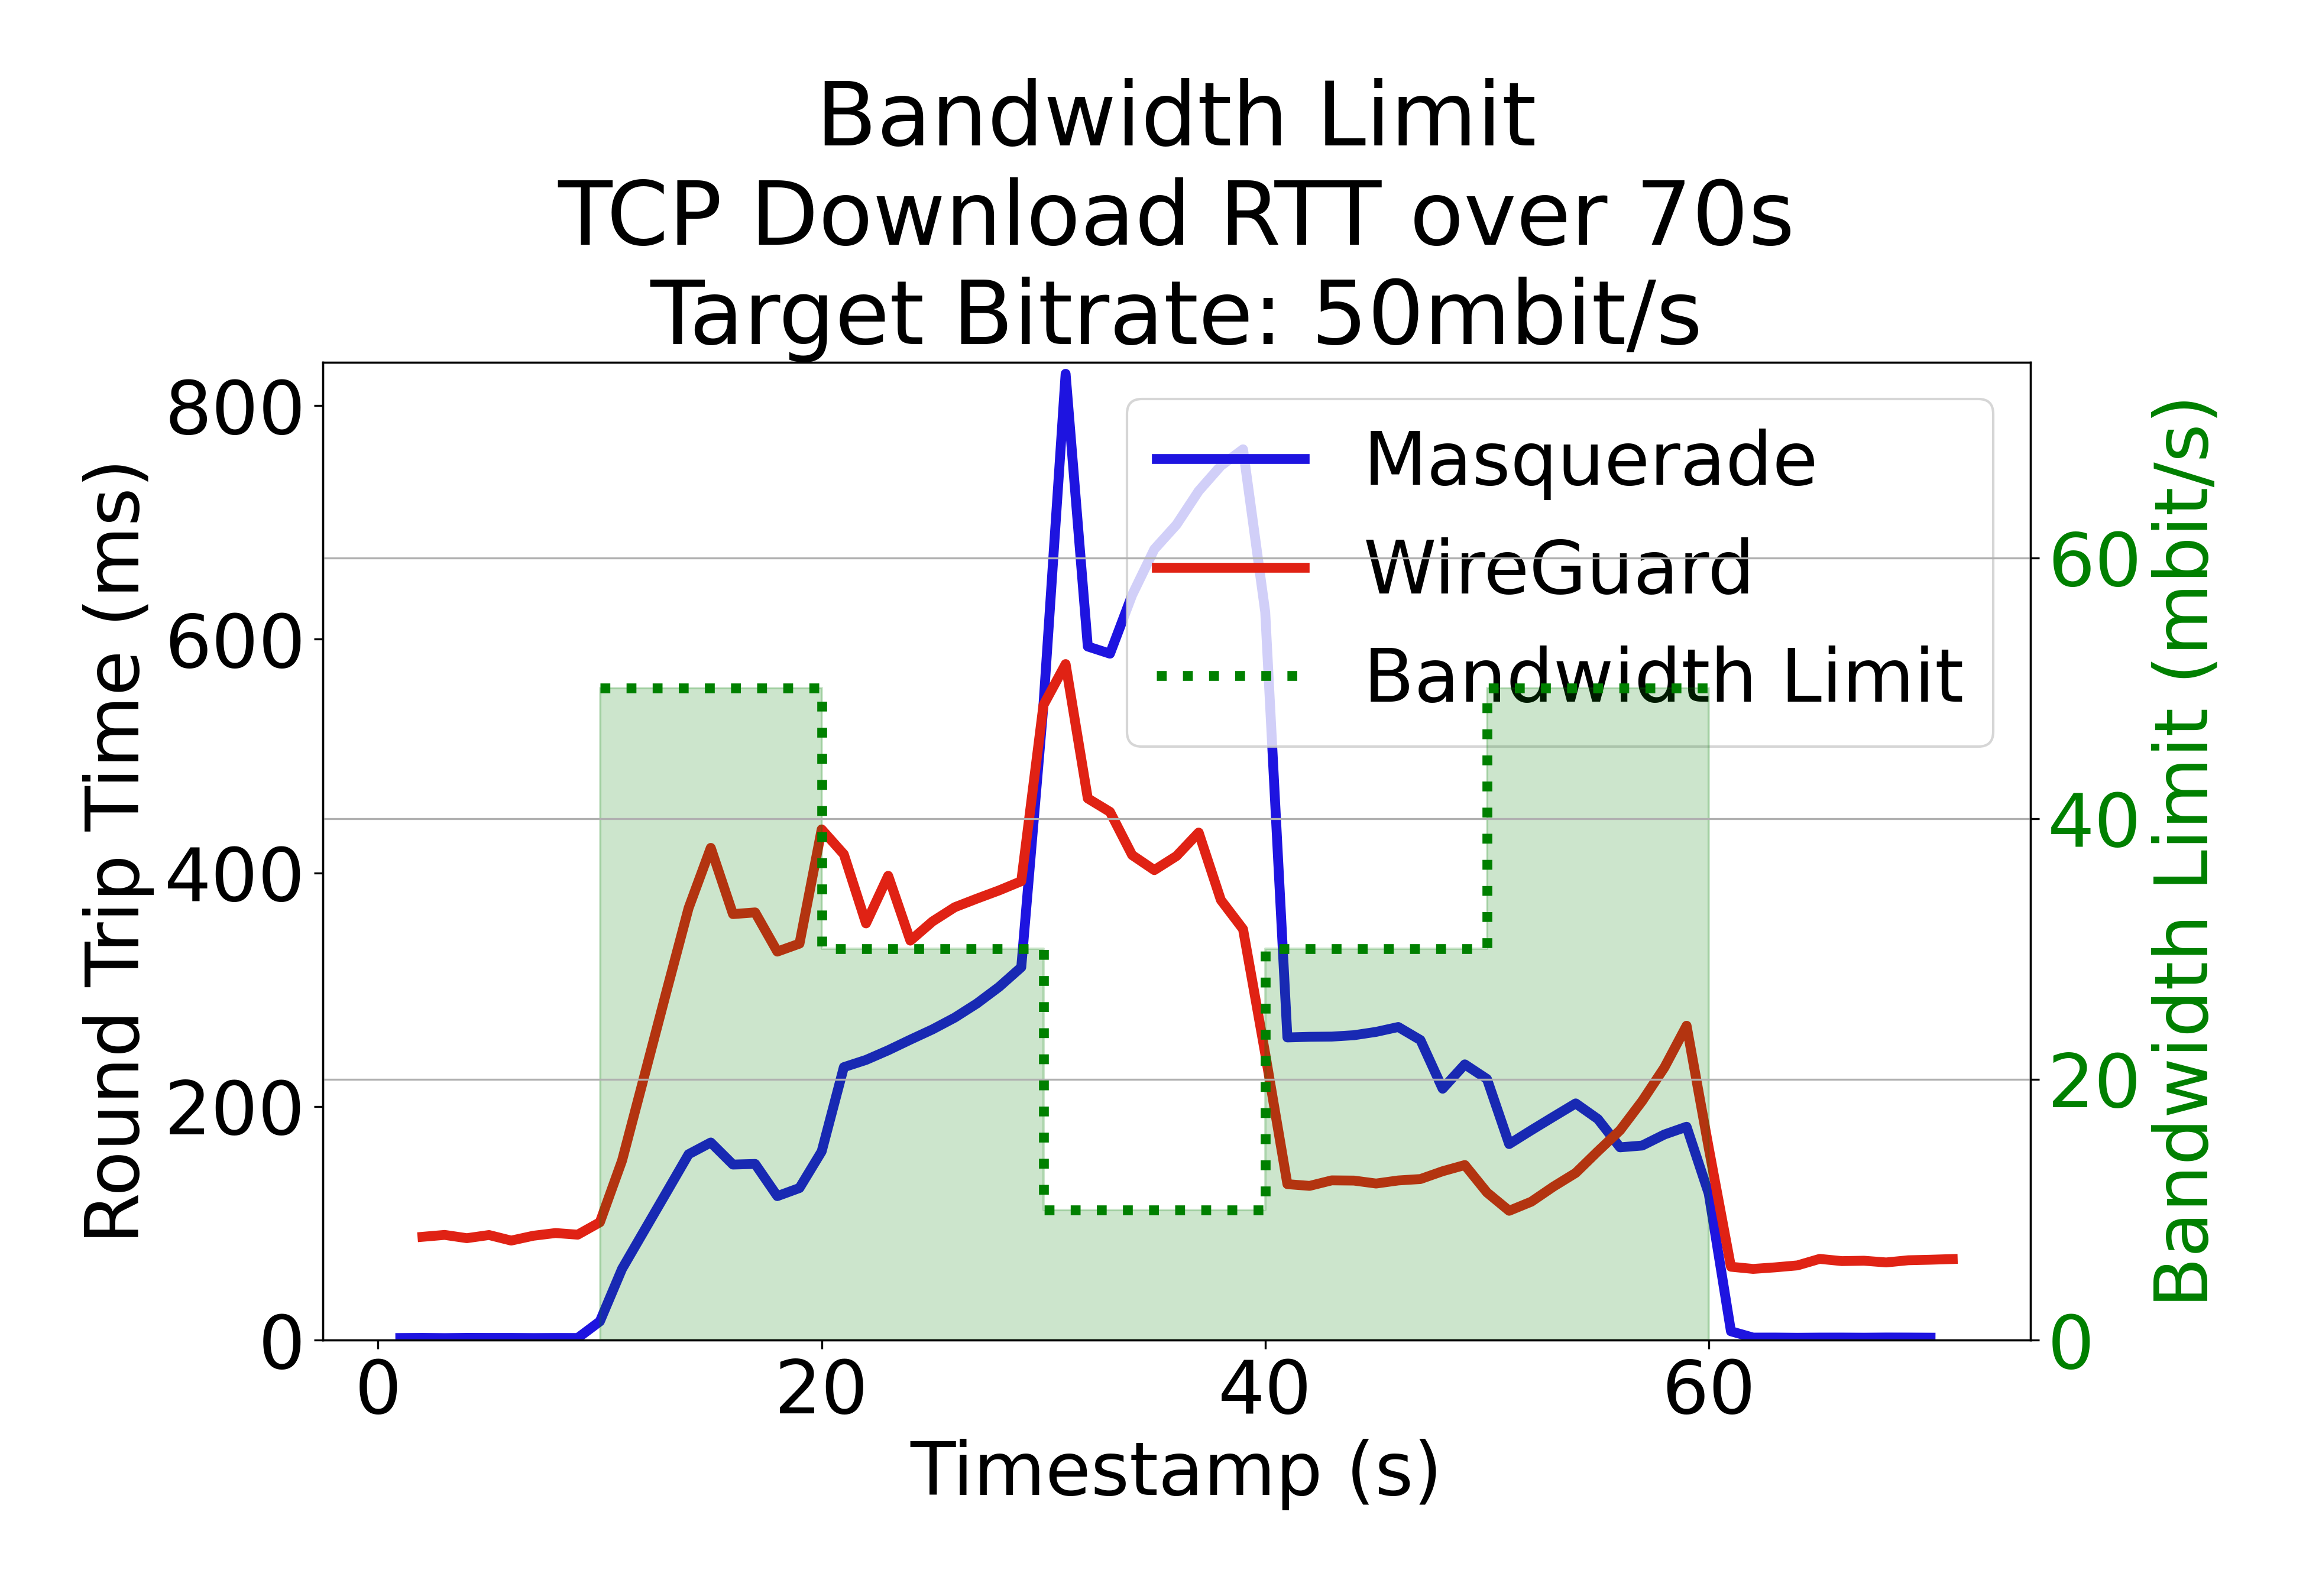 Bandwidth Limit
TCP Download RTT over 70s
Target Bitrate: 50mbit/s
Round Trip Time (ms)
800
600
400
200
0
Masquerade
WireGuard
Bandwidth Limit
60
40
20
0
Bandwidth Limit (mbit/s)
0 20 40 60
Timestamp (s)